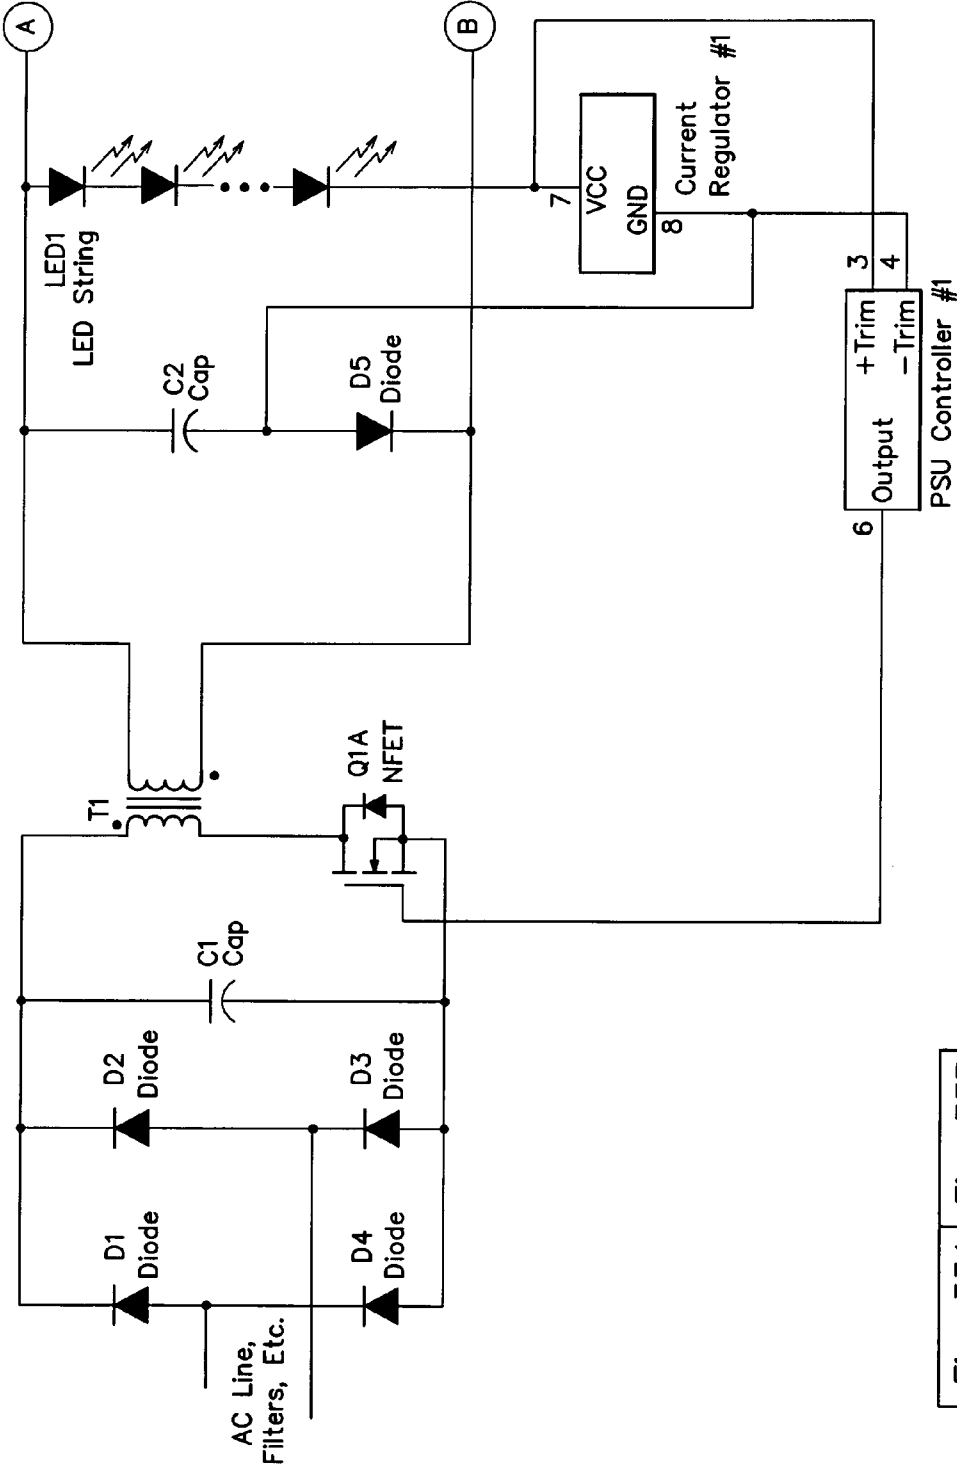 AC Line,
Filters, Etc.
D1
Diode
D4
Diode
D2
Diode
D3
Diode
C1
Cap
T1
Q1A
NFET
C2
Cap
D5
Diode
LED1
LED String
A
B
7
VCC
GND
8
Current
Regulator #1
3
4
+Trim
-Trim
Output
6
PSU Controller #1